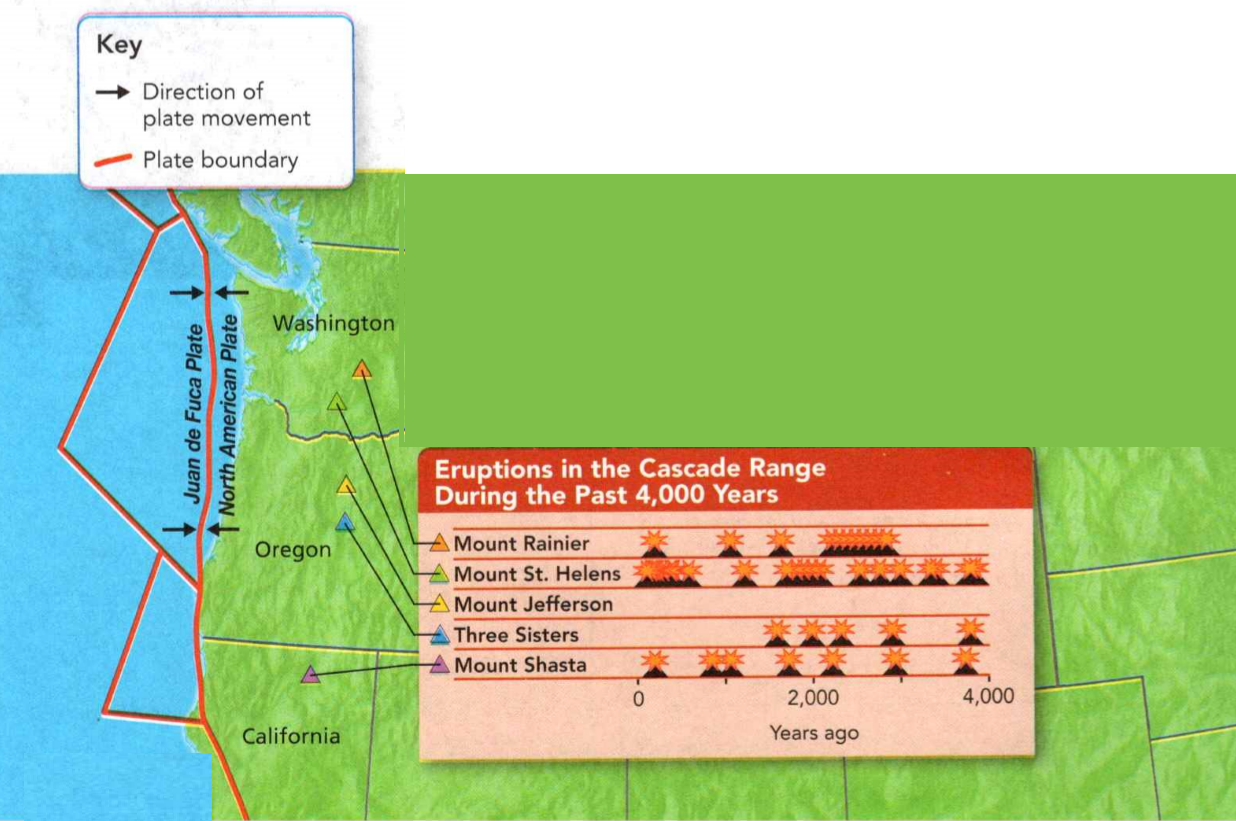 Key
Direction of
plate movement
Plate boundary
Washington
Juan de Fuca Plate
North American Plate
Oregon
California
Eruptions in the Cascade Range
During the Past 4,000 Years
Mount Rainier
Mount St. Helens
Mount Jefferson
Three Sisters
Mount Shasta
0 2,000 4,000
Years ago